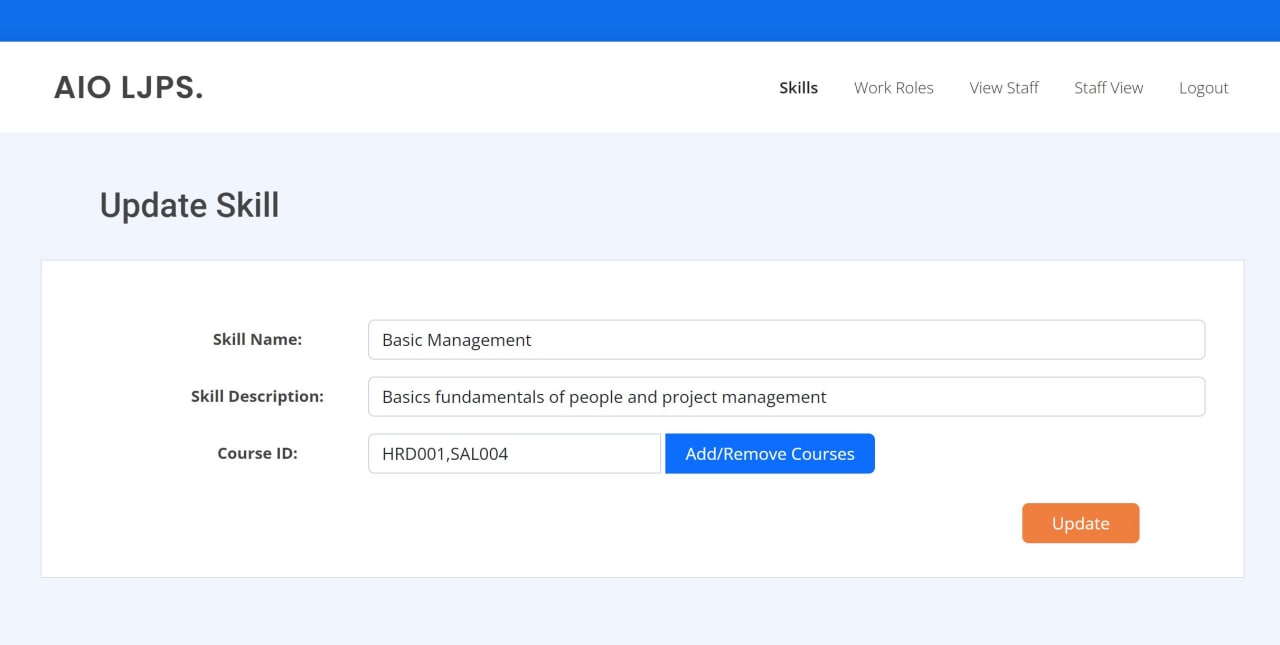 AIO LJPS.
Skills Work Roles View Staff Staff View Logout
Update Skill
Skill Name: Basic Management
Skill Description: Basics fundamentals of people and project management
Course ID: HRD001,SAL004 Add/Remove Courses
Update